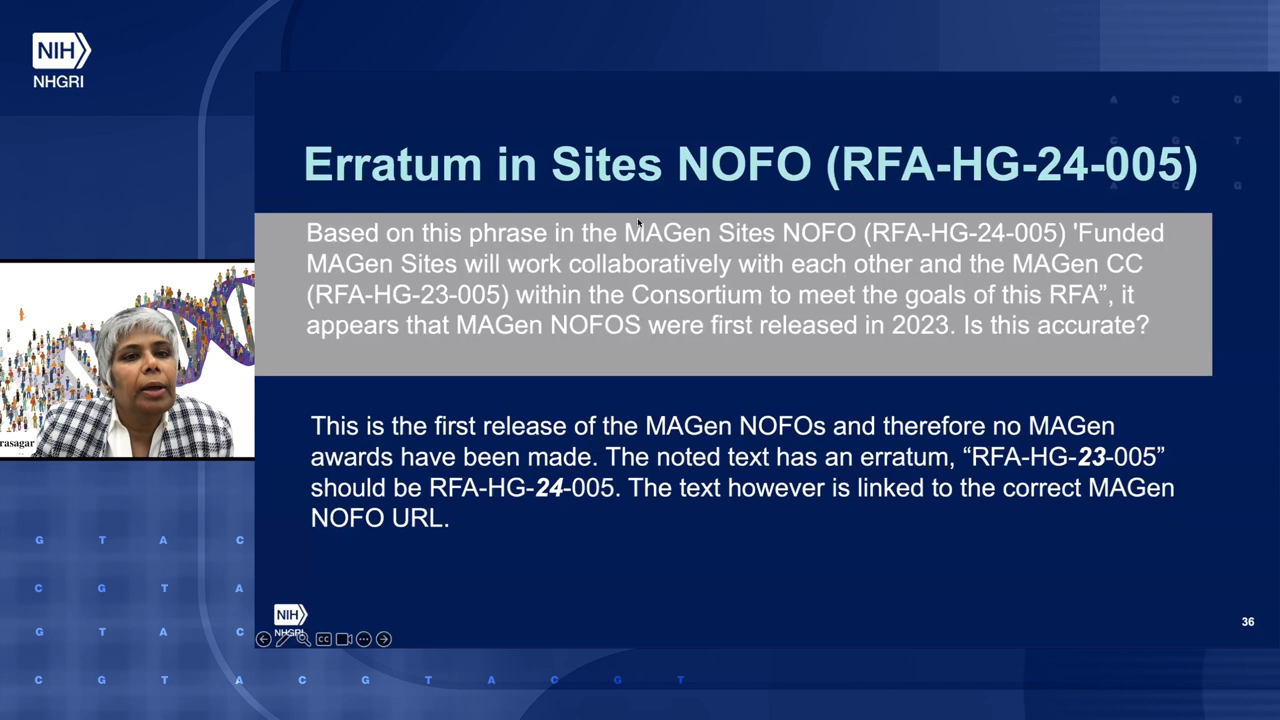 NIH
NHGRI
A C G
C G T
A C G
Erratum in Sites NOFO (RFA-HG-24-005)
Based on this phrase in the MAGen Sites NOFO (RFA-HG-24-005) 'Funded
MAGen Sites will work collaboratively with each other and the MAGen CC
(RFA-HG-23-005) within the Consortium to meet the goals of this RFA”, it
appears that MAGen NOFOS were first released in 2023. Is this accurate?
rasagar
This is the first release of the MAGen NOFOs and therefore no MAGen
awards have been made. The noted text has an erratum, “RFA-HG-23-005”
should be RFA-HG-24-005. The text however is linked to the correct MAGen
NOFO URL.
G T A C
C G T A
NIH
NHGRI
36
G T A C
CC
C G T A C G T A C G T